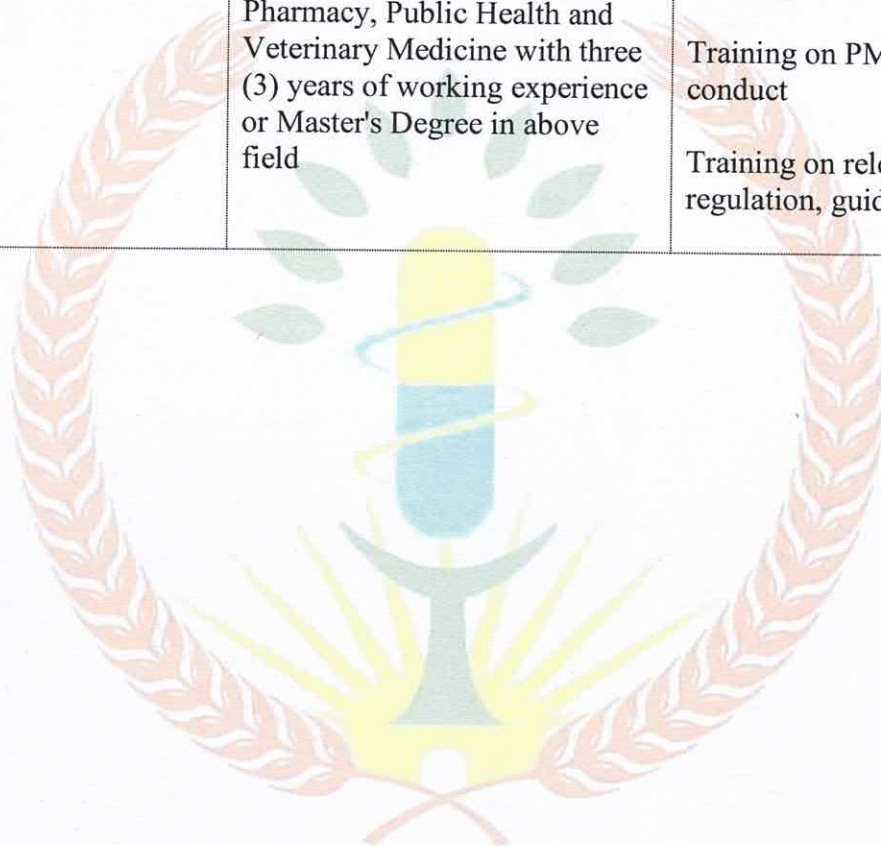 Pharmacy, Public Health and
Veterinary Medicine with three
(3) years of working experience
or Master's Degree in above
field
Training on
conduct
Training on
regulation,